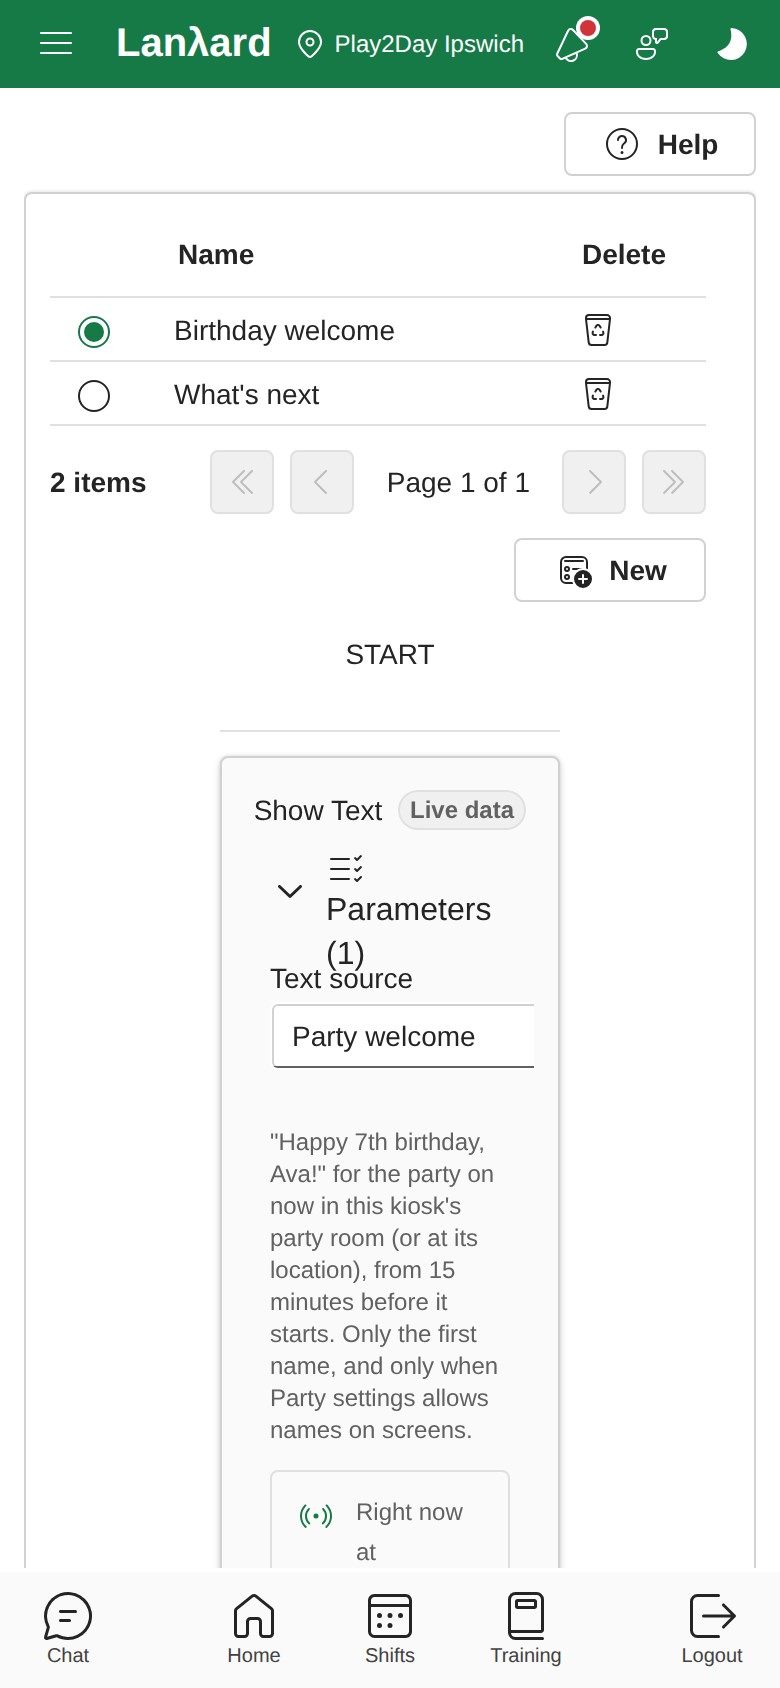 Lanλard
Play2Day Ipswich
Help
Name Delete
Birthday welcome
What's next
2 items Page 1 of 1
New
START
Show Text Live data
Parameters
(1)
Text source
Party welcome
"Happy 7th birthday,
Ava!" for the party on
now in this kiosk's
party room (or at its
location), from 15
minutes before it
starts. Only the first
name, and only when
Party settings allows
names on screens.
Right now
at
Chat Home Shifts Training Logout